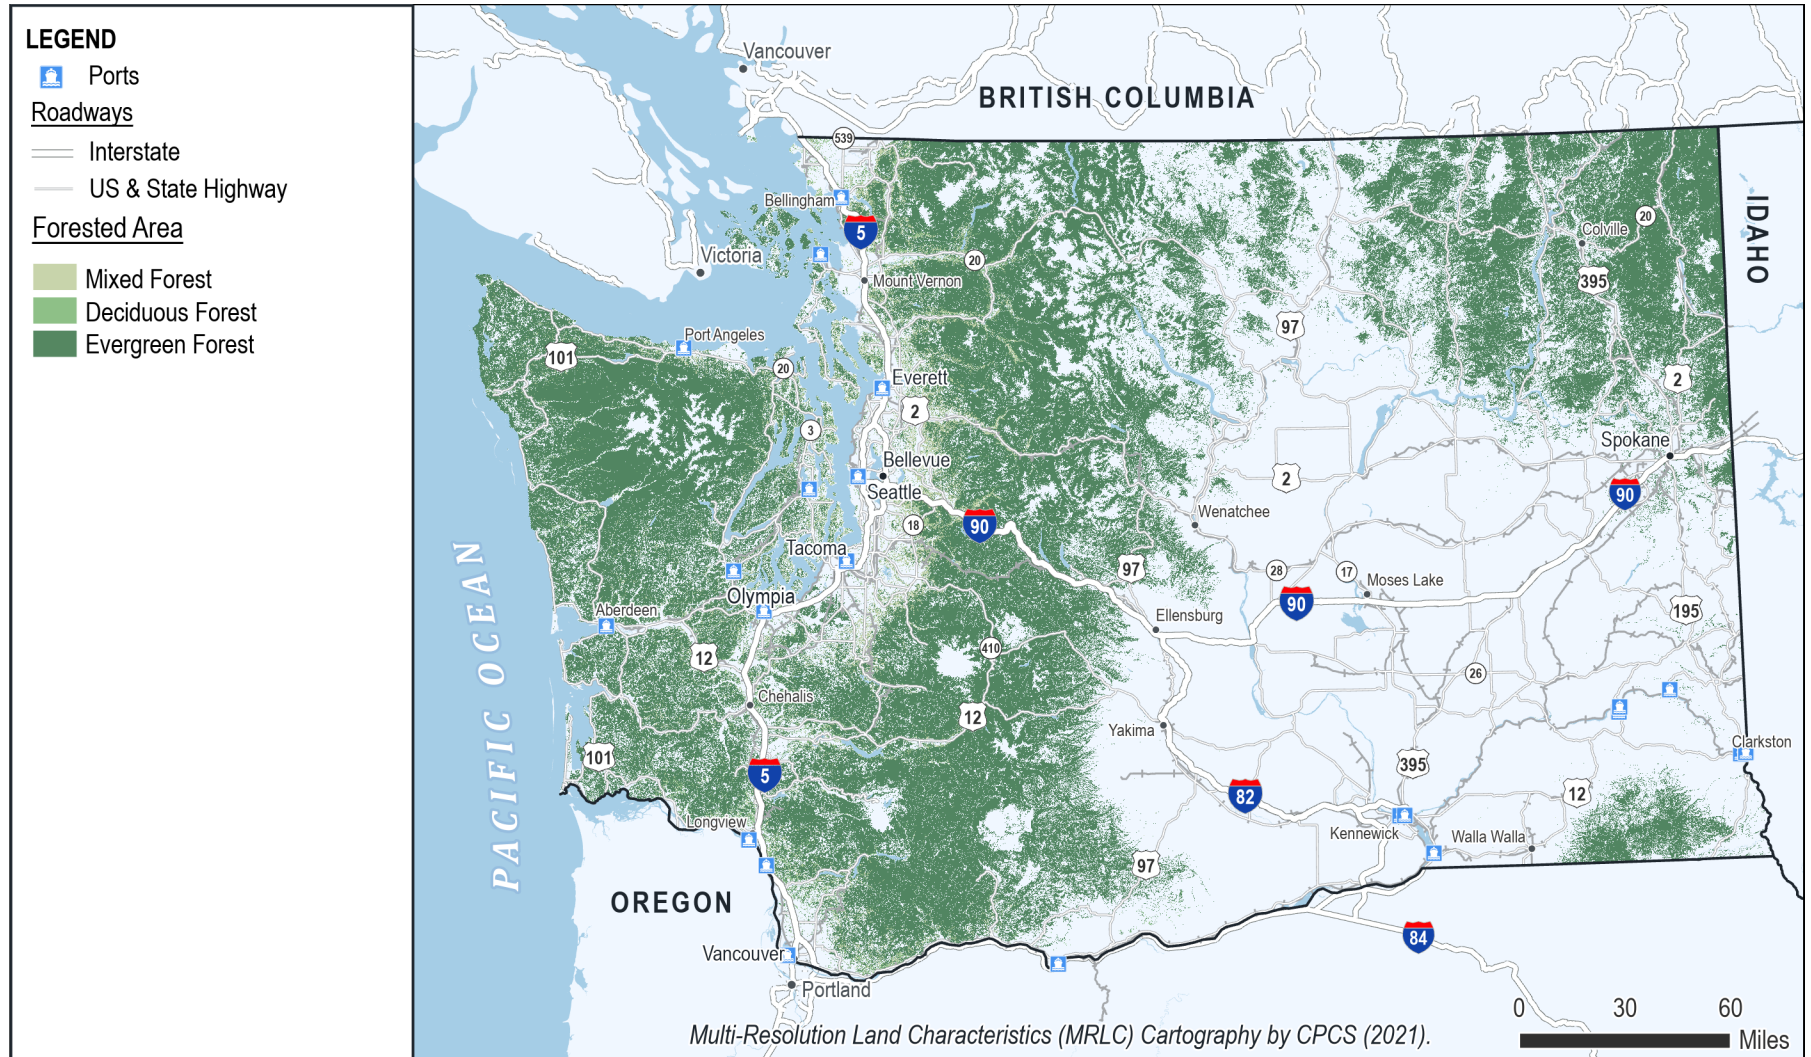 LEGEND
Ports
Roadways
Interstate
US & State Highway
Forested Area
Mixed Forest
Deciduous Forest
Evergreen Forest
Vancouver
BRITISH COLUMBIA
539
IDAHO
Bellingham
5
20
Colville
Victoria
20
395
Mount Vernon
97
Port Angeles
101
20
Everett
2
2
3
Spokane
Bellevue
2
Seattle
90
Wenatchee
18
90
PACIFIC OCEAN
Tacoma
97
28
17
Moses Lake
Olympia
90
Aberdeen
195
Ellensburg
410
12
26
Chehalis
12
Yakima
Clarkston
101
395
5
82
12
Longview
Kennewick
Walla Walla
97
OREGON
84
Vancouver
Portland
0 30 60
Miles
Multi-Resolution Land Characteristics (MRLC) Cartography by CPCS (2021).